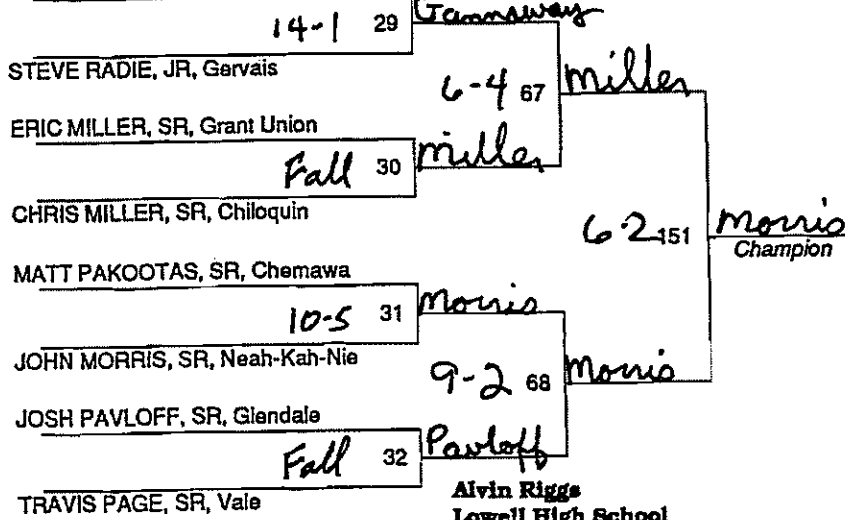 Gannaway
14-1 29
STEVE RADIE, JR, Gervais
6-4 67 Miller
ERIC MILLER, SR, Grant Union
Fall 30 Miller
CHRIS MILLER, SR, Chiloquin
6-2 151 Morris
Champion
MATT PAKOOTAS, SR, Chemawa
10-5 31 Morris
JOHN MORRIS, SR, Neah-Kah-Nie
9-2 68 Morris
JOSH PAVLOFF, SR, Glendale
Fall 32 Pavloff
TRAVIS PAGE, SR, Vale
Alvin Riggs
Lowell High School